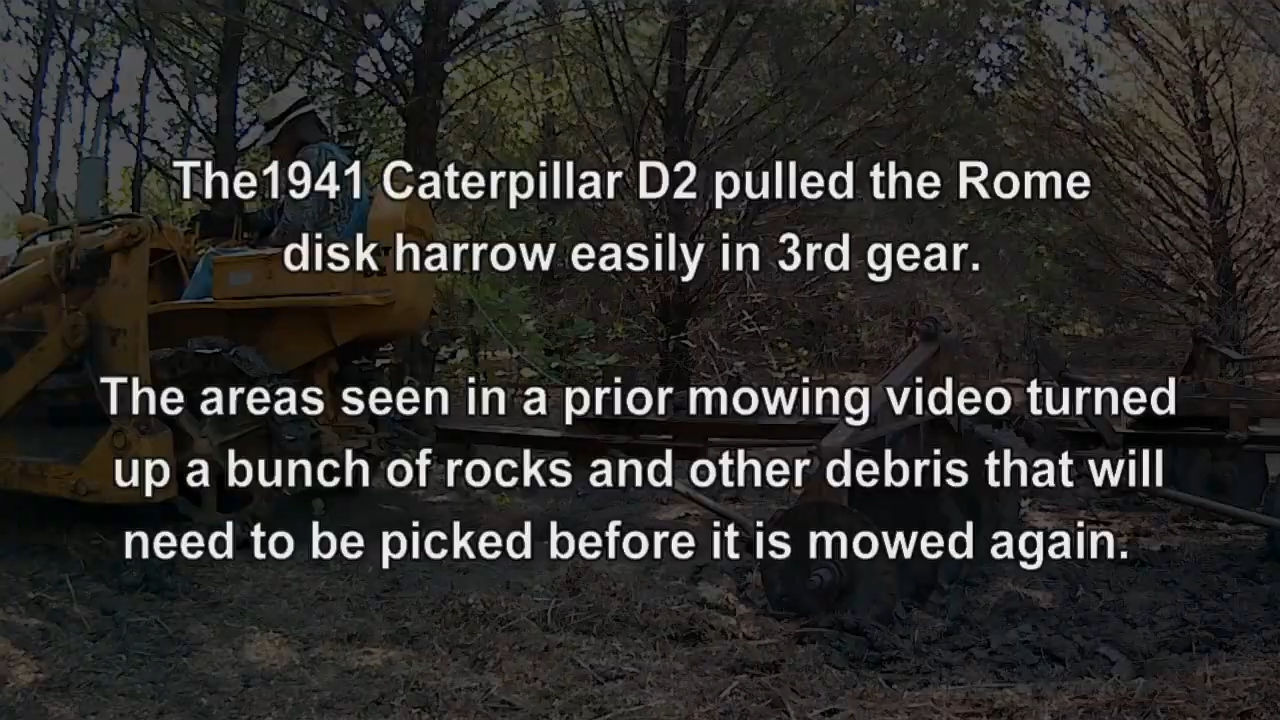 The1941 Caterpillar D2 pulled the Rome
disk harrow easily in 3rd gear.
The areas seen in a prior mowing video turned
up a bunch of rocks and other debris that will
need to be picked before it is mowed again.